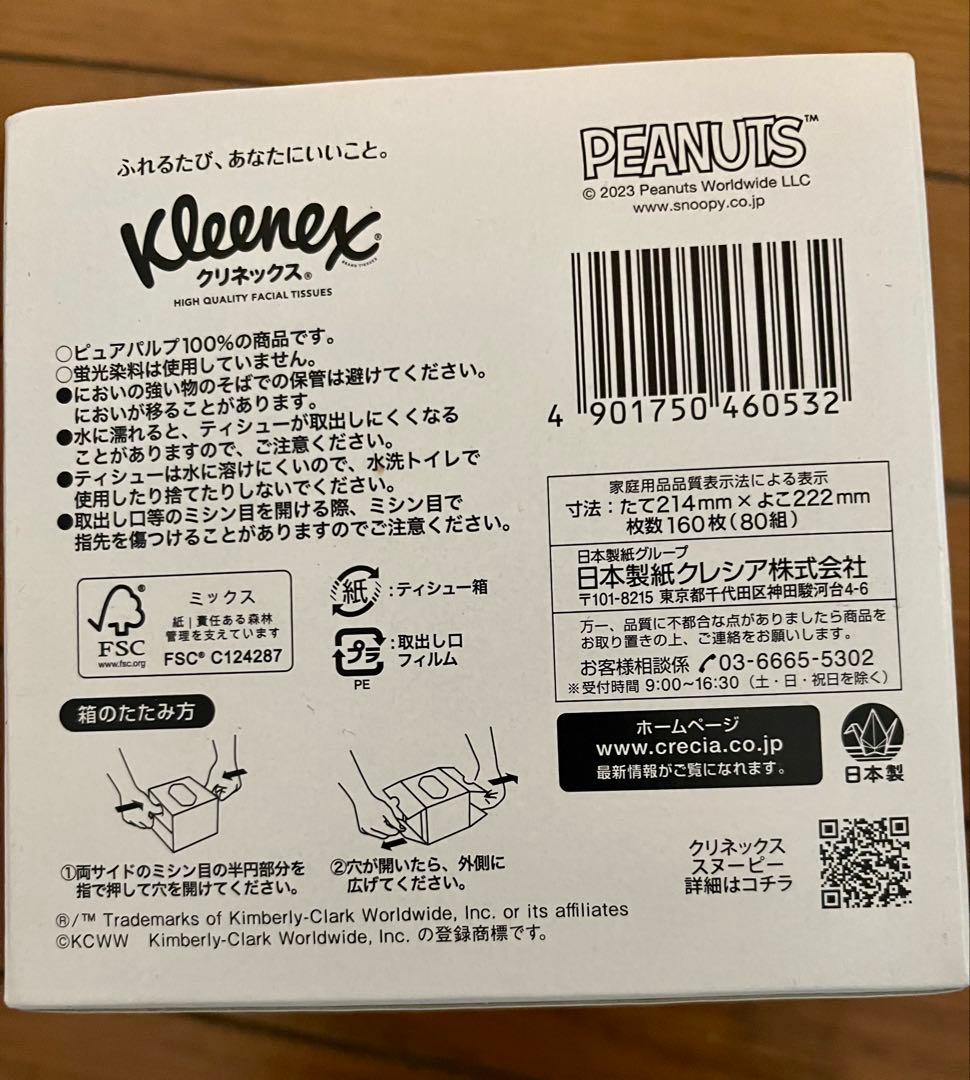 ふれるたび、あなたにいいこと。
Kleenex®
BRAND TISSUES
クリネックス®
HIGH QUALITY FACIAL TISSUES
PEANUTS™
© 2023 Peanuts Worldwide LLC
www.snoopy.co.jp
4 901750 460532
○ピュアパルプ100%の商品です。
○蛍光染料は使用していません。
●においの強い物のそばでの保管は避けてください。
においが移ることがあります。
●水に濡れると、ティシューが取出しにくくなる
ことがありますので、ご注意ください。
●ティシューは水に溶けにくいので、水洗トイレで
使用したり捨てたりしないでください。
●取出し口等のミシン目を開ける際、ミシン目で
指先を傷つけることがありますのでご注意ください。
家庭用品品質表示法による表示
寸法：たて214mm×よこ222mm
枚数160枚(80組)
日本製紙グループ
日本製紙クレシア株式会社
〒101-8215 東京都千代田区神田駿河台4-6
万一、品質に不都合な点がありましたら商品を
お取り置きの上、ご連絡をお願いします。
お客様相談係 03-6665-5302
※受付時間 9:00~16:30（土・日・祝日を除く）
FSC®
www.fsc.org
ミックス
紙｜責任ある森林
管理を支えています
FSC® C124287
紙：ティシュー箱
プラ：取出し口
フィルム
PE
ホームページ
www.crecia.co.jp
最新情報がご覧になれます。
日本製
箱のたたみ方
①両サイドのミシン目の半円部分を
指で押して穴を開けてください。
②穴が開いたら、外側に
広げてください。
クリネックス
スヌーピー
詳細はコチラ
®/™ Trademarks of Kimberly-Clark Worldwide, Inc. or its affiliates
©KCWW Kimberly-Clark Worldwide, Inc. の登録商標です。